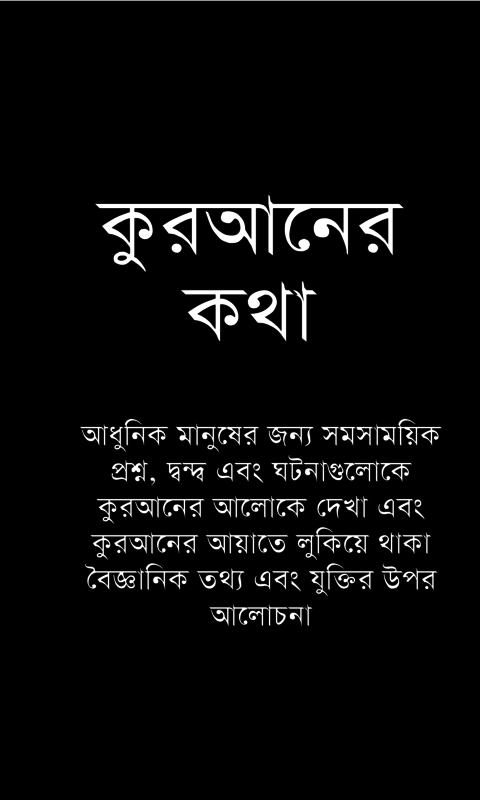 কুরআনের
কথা
আধুনিক মানুষের জন্য সমসাময়িক
প্রশ্ন, দ্বন্দ্ব এবং ঘটনাগুলোকে
কুরআনের আলোকে দেখা এবং
কুরআনের আয়াতে লুকিয়ে থাকা
বৈজ্ঞানিক তথ্য এবং যুক্তির উপর
আলোচনা